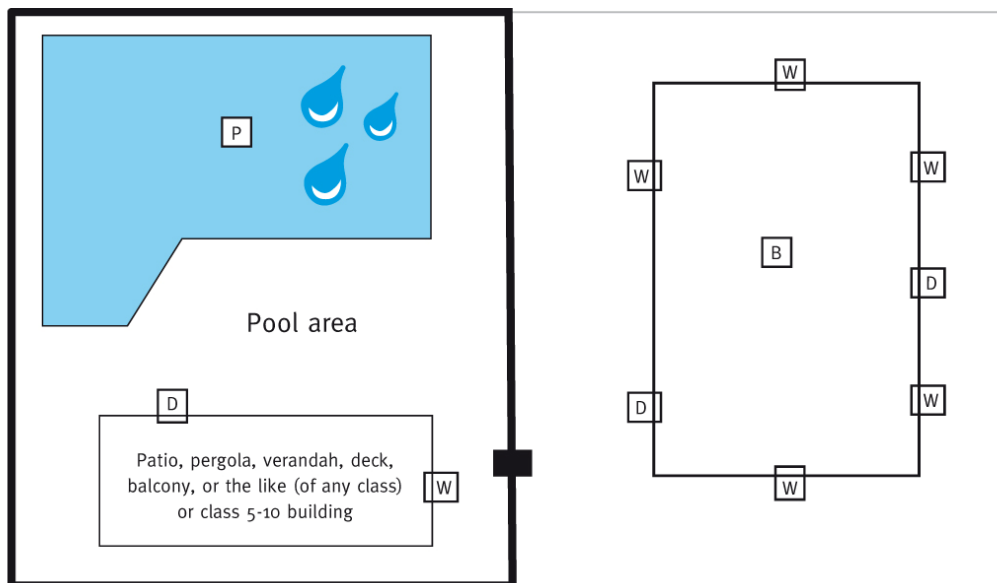 W
P
W
W
B
D
Pool area
D
D
W
Patio, pergola, verandah, deck,
balcony, or the like (of any class)
or class 5-10 building
W
W